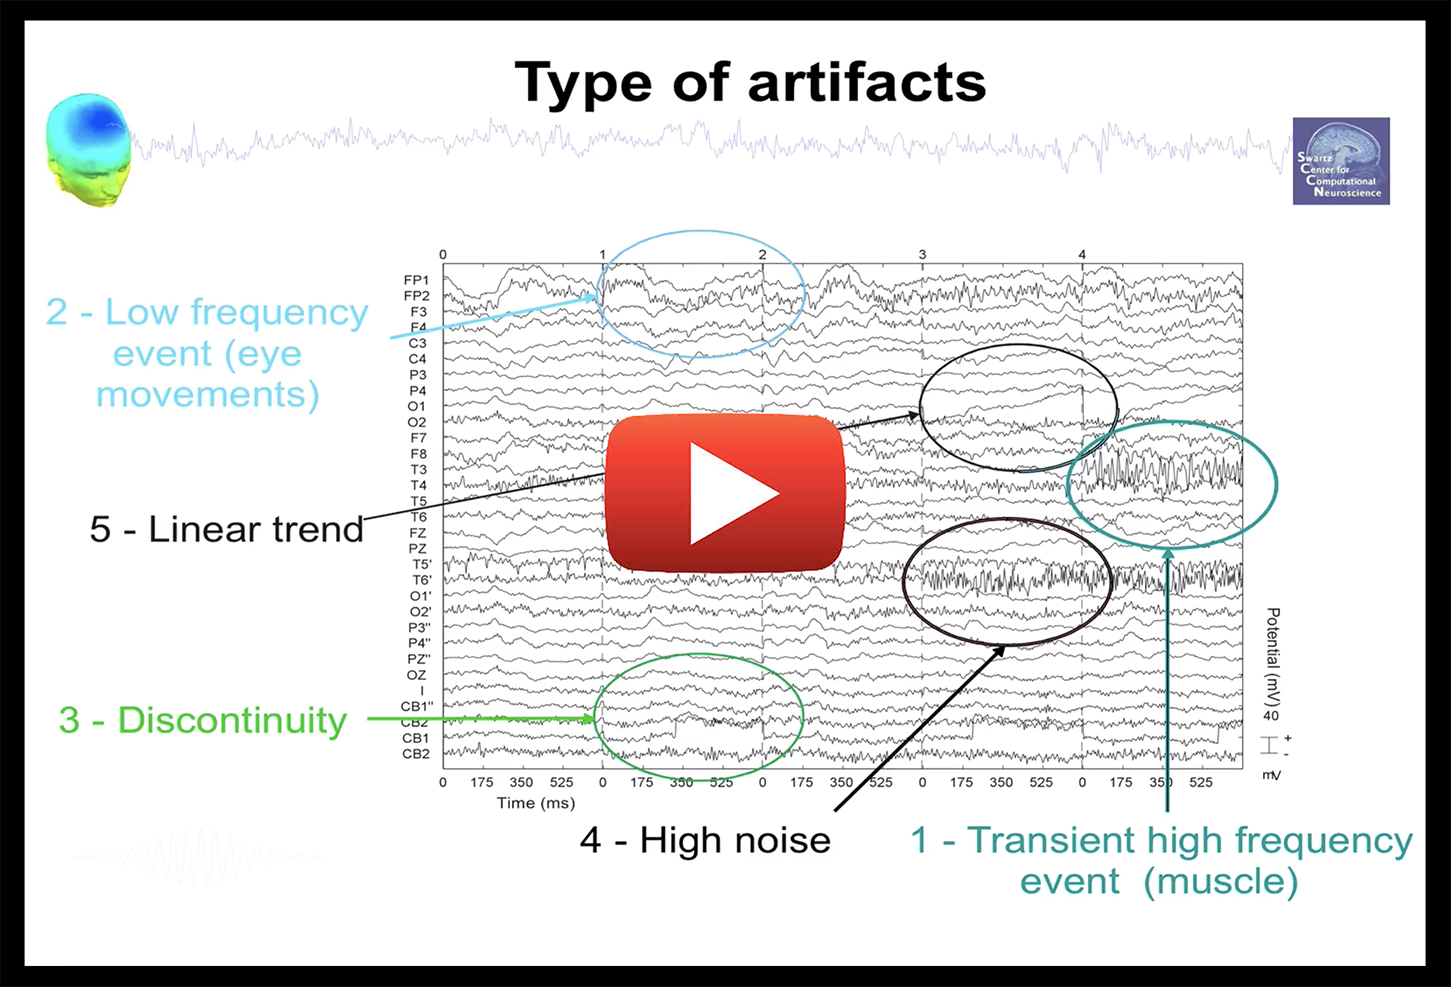 Type of artifacts
Swartz
Center for
Computational
Neuroscience
0 1 2 3 4
2 - Low frequency
event (eye
movements)
FP1
FP2
F3
F4
C3
C4
P3
P4
O1
O2
F7
F8
T3
T4
T5
T6
FZ
PZ
T5'
T6'
O1'
O2'
P3"
P4"
PZ"
OZ
I
CB1"
CB2
CB1
CB2
5 - Linear trend
3 - Discontinuity
Potential (mV)
40
+
-
mV
0 175 350 525 0 175 350 525 0 175 350 525 0 175 350 525 0 175 350 525
Time (ms)
4 - High noise
1 - Transient high frequency
event (muscle)